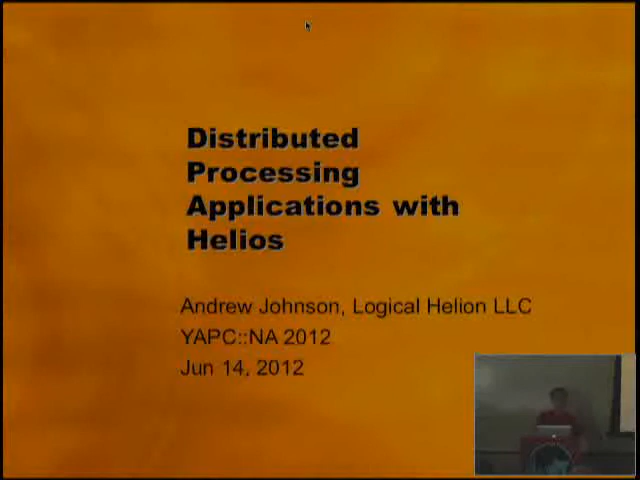 Distributed
Processing
Applications with
Helios
Andrew Johnson, Logical Helion LLC
YAPC::NA 2012
Jun 14, 2012